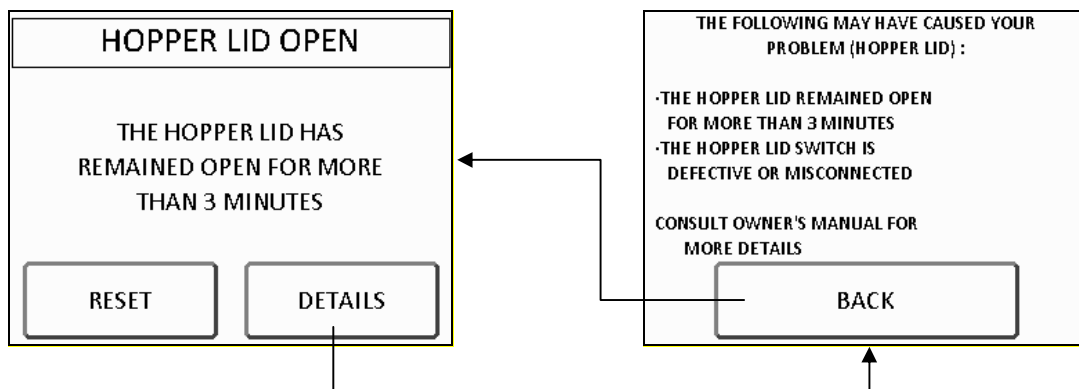 HOPPER LID OPEN
THE HOPPER LID HAS
REMAINED OPEN FOR MORE
THAN 3 MINUTES
RESET
DETAILS
THE FOLLOWING MAY HAVE CAUSED YOUR
PROBLEM (HOPPER LID) :
·THE HOPPER LID REMAINED OPEN
FOR MORE THAN 3 MINUTES
·THE HOPPER LID SWITCH IS
DEFECTIVE OR MISCONNECTED
CONSULT OWNER'S MANUAL FOR
MORE DETAILS
BACK